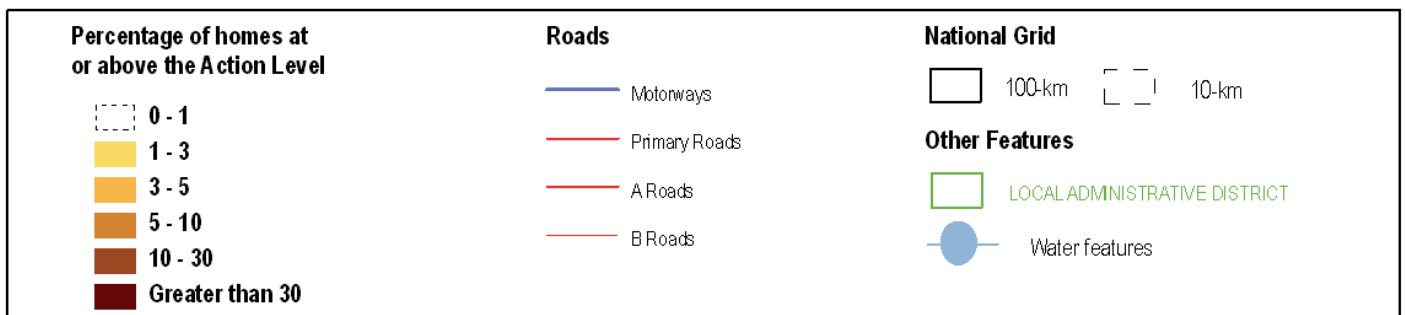 Percentage of homes at
or above the Action Level
0 - 1
1 - 3
3 - 5
5 - 10
10 - 30
Greater than 30
Roads
Motorways
Primary Roads
A Roads
B Roads
National Grid
100-km
10-km
Other Features
LOCAL ADMINISTRATIVE DISTRICT
Water features